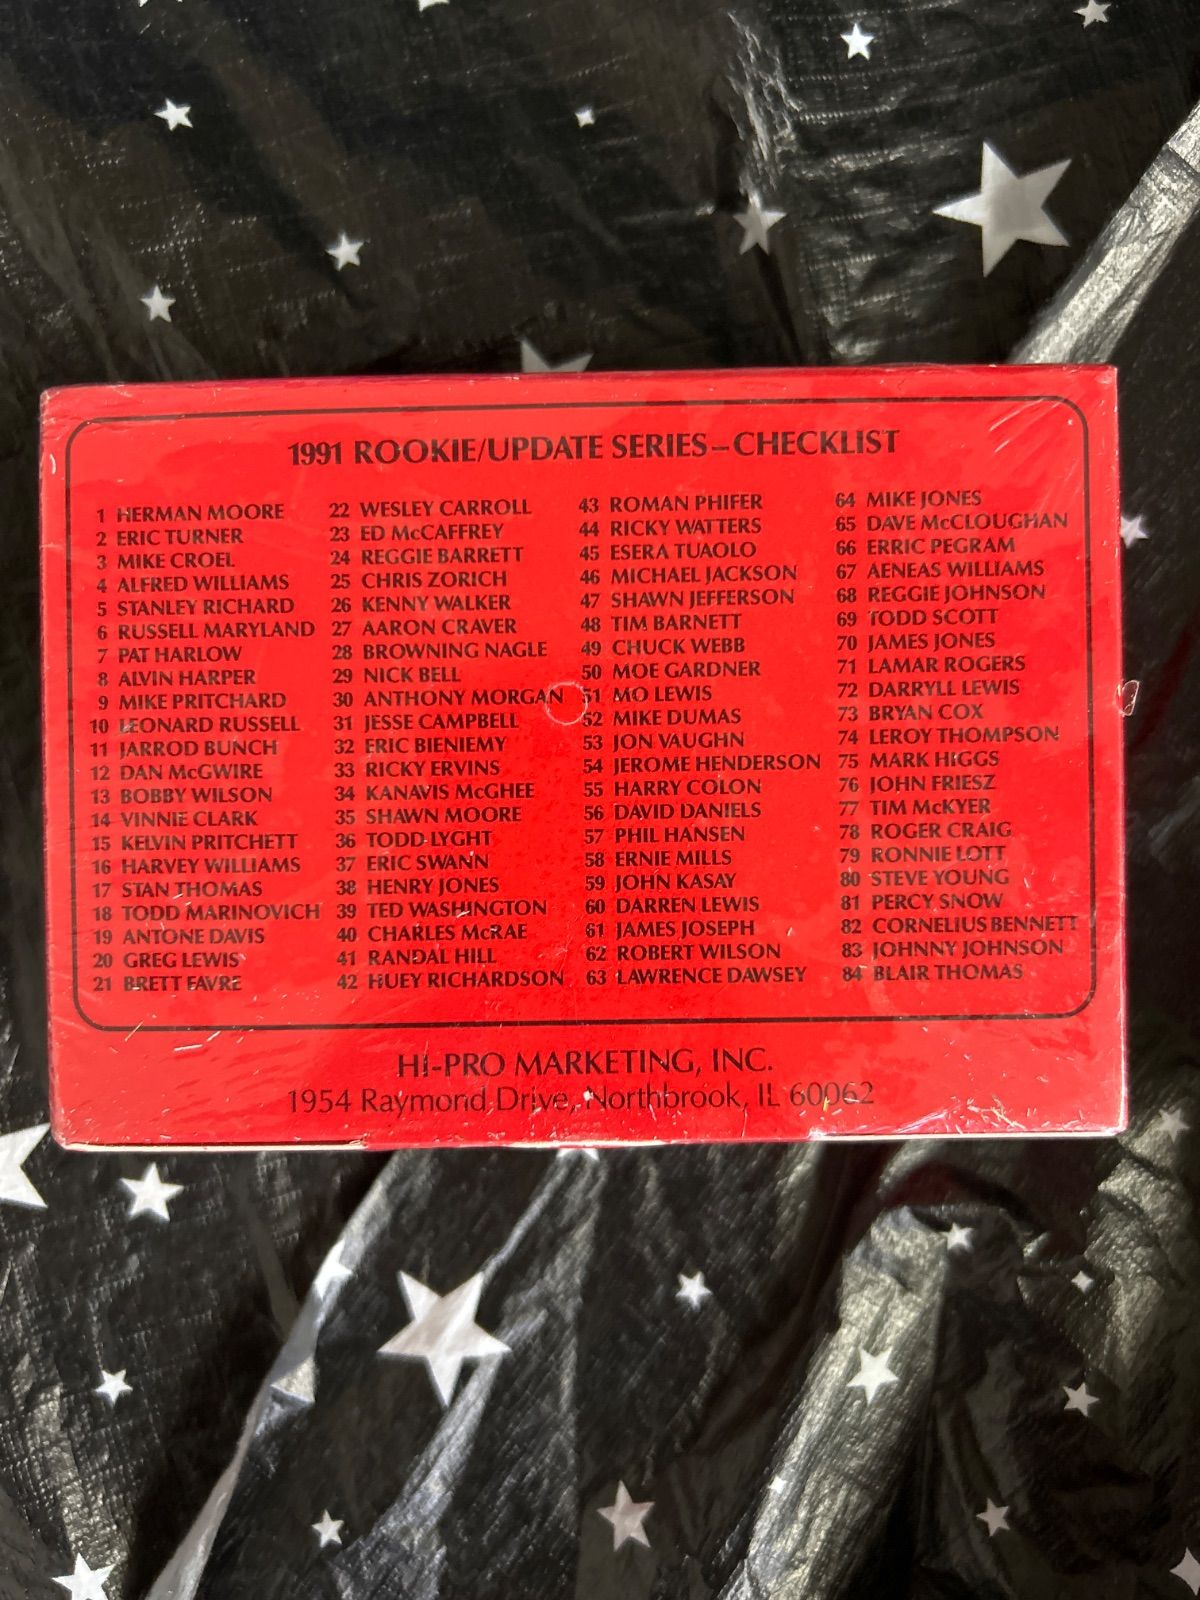 1991 ROOKIE/UPDATE SERIES–CHECKLIST
1 HERMAN MOORE
2 ERIC TURNER
3 MIKE CROEL
4 ALFRED WILLIAMS
5 STANLEY RICHARD
6 RUSSELL MARYLAND
7 PAT HARLOW
8 ALVIN HARPER
9 MIKE PRITCHARD
10 LEONARD RUSSELL
11 JARROD BUNCH
12 DAN McGWIRE
13 BOBBY WILSON
14 VINNIE CLARK
15 KELVIN PRITCHETT
16 HARVEY WILLIAMS
17 STAN THOMAS
18 TODD MARINOVICH
19 ANTONE DAVIS
20 GREG LEWIS
21 BRETT FAVRE
22 WESLEY CARROLL
23 ED McCAFFREY
24 REGGIE BARRETT
25 CHRIS ZORICH
26 KENNY WALKER
27 AARON CRAVER
28 BROWNING NAGLE
29 NICK BELL
30 ANTHONY MORGAN
31 JESSE CAMPBELL
32 ERIC BIENIEMY
33 RICKY ERVINS
34 KANAVIS McGHEE
35 SHAWN MOORE
36 TODD LYGHT
37 ERIC SWANN
38 HENRY JONES
39 TED WASHINGTON
40 CHARLES McRAE
41 RANDAL HILL
42 HUEY RICHARDSON
43 ROMAN PHIFER
44 RICKY WATTERS
45 ESERA TUAOLO
46 MICHAEL JACKSON
47 SHAWN JEFFERSON
48 TIM BARNETT
49 CHUCK WEBB
50 MOE GARDNER
51 MO LEWIS
52 MIKE DUMAS
53 JON VAUGHN
54 JEROME HENDERSON
55 HARRY COLON
56 DAVID DANIELS
57 PHIL HANSEN
58 ERNIE MILLS
59 JOHN KASAY
60 DARREN LEWIS
61 JAMES JOSEPH
62 ROBERT WILSON
63 LAWRENCE DAWSEY
64 MIKE JONES
65 DAVE McCLOUGHAN
66 ERRIC PEGRAM
67 AENEAS WILLIAMS
68 REGGIE JOHNSON
69 TODD SCOTT
70 JAMES JONES
71 LAMAR ROGERS
72 DARRYLL LEWIS
73 BRYAN COX
74 LEROY THOMPSON
75 MARK HIGGS
76 JOHN FRIESZ
77 TIM McKYER
78 ROGER CRAIG
79 RONNIE LOTT
80 STEVE YOUNG
81 PERCY SNOW
82 CORNELIUS BENNETT
83 JOHNNY JOHNSON
84 BLAIR THOMAS
HI-PRO MARKETING, INC.
1954 Raymond Drive, Northbrook, IL 60062